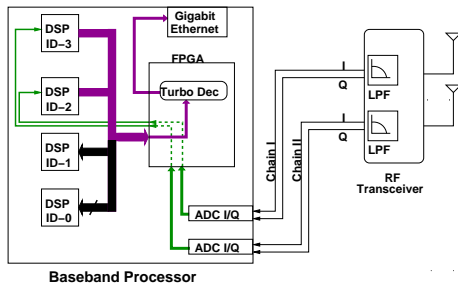 Gigabit
Ethernet
DSP
ID-3
FPGA
Turbo Dec
DSP
ID-2
DSP
ID-1
DSP
ID-0
ADC I/Q
ADC I/Q
Chain I
Chain II
I
Q
LPF
I
Q
LPF
RF
Transceiver
Baseband Processor